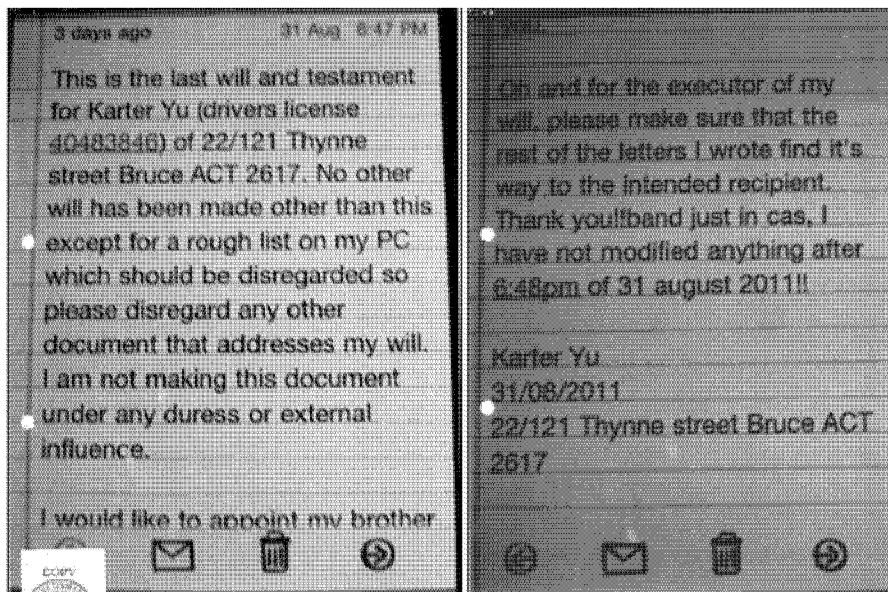 3 days ago
31 Aug 6:47 PM
This is the last will and testament
for Karter Yu (drivers license
40483846) of 22/121 Thynne
street Bruce ACT 2617. No other
will has been made other than this
except for a rough list on my PC
which should be disregarded so
please disregard any other
document that addresses my will.
I am not making this document
under any duress or external
influence.
I would like to appoint my brother
COPY
Oh and for the executor of my
will, please make sure that the
rest of the letters I wrote find it's
way to the intended recipient.
Thank you!!band just in cas, I
have not modified anything after
6:48pm of 31 august 2011!!
Karter Yu
31/08/2011
22/121 Thynne street Bruce ACT
2617